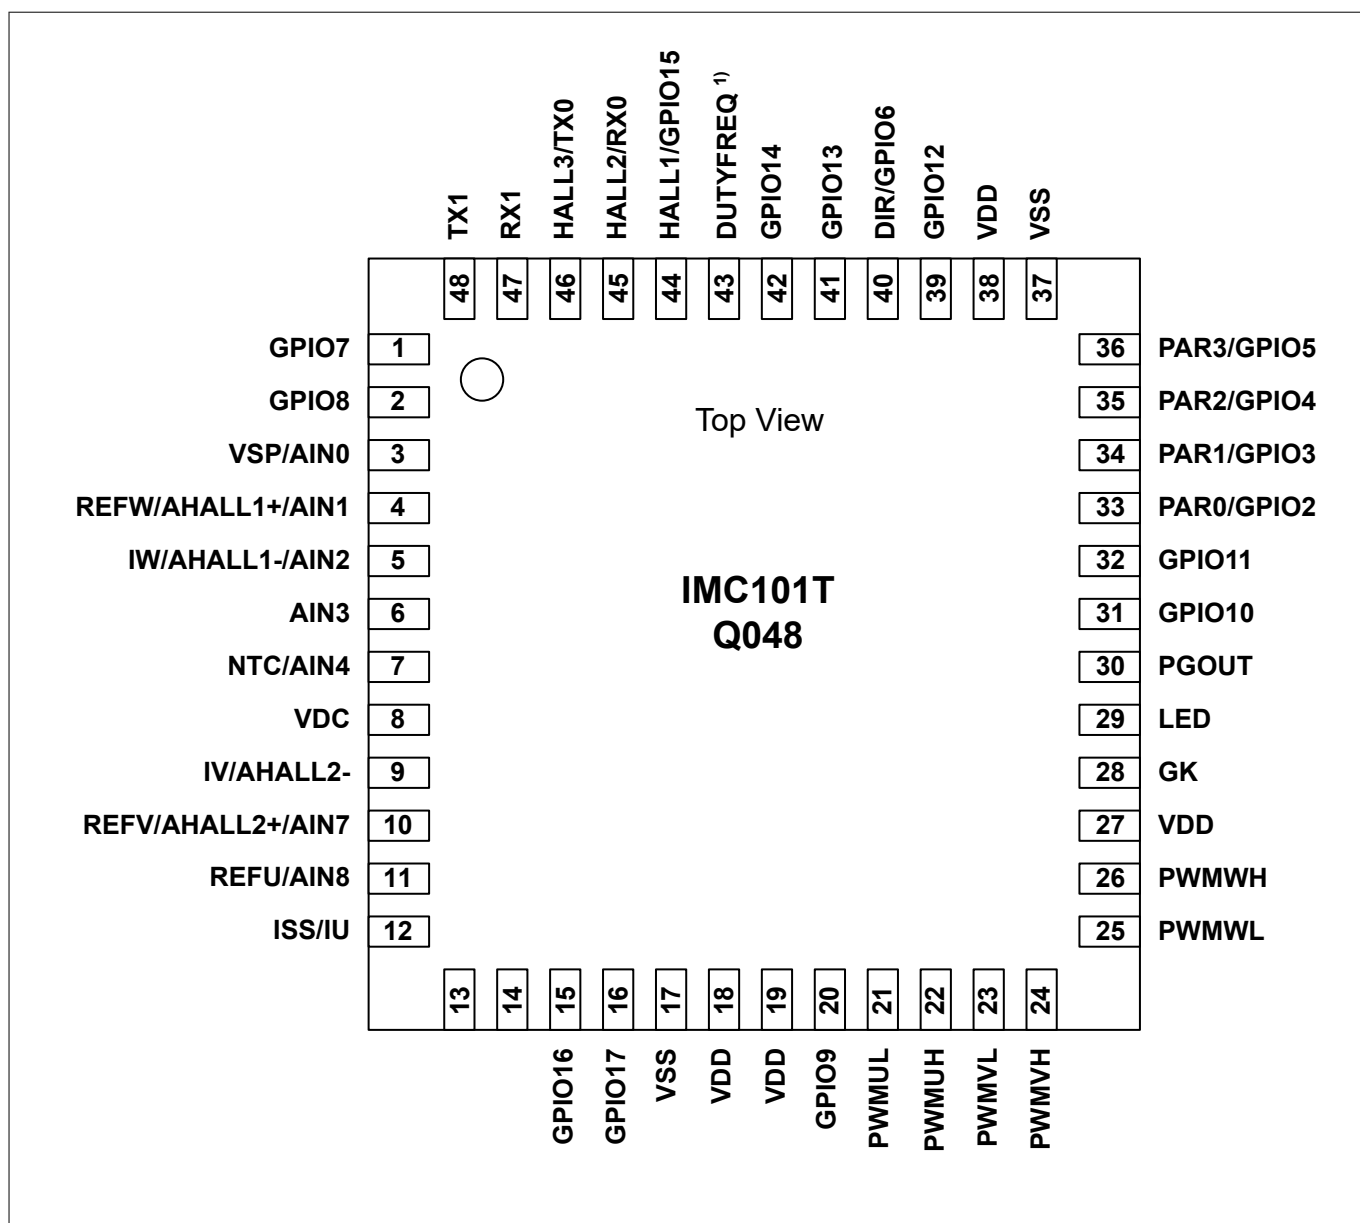 TX1
RX1
HALL3/TX0
HALL2/RX0
HALL1/GPIO15
DUTYFREQ 1)
GPIO14
GPIO13
DIR/GPIO6
GPIO12
VDD
VSS
48
47
46
45
44
43
42
41
40
39
38
37
GPIO7 1
GPIO8 2
VSP/AIN0 3
REFW/AHALL1+/AIN1 4
IW/AHALL1-/AIN2 5
AIN3 6
NTC/AIN4 7
VDC 8
IV/AHALL2- 9
REFV/AHALL2+/AIN7 10
REFU/AIN8 11
ISS/IU 12
Top View
IMC101T
Q048
36 PAR3/GPIO5
35 PAR2/GPIO4
34 PAR1/GPIO3
33 PAR0/GPIO2
32 GPIO11
31 GPIO10
30 PGOUT
29 LED
28 GK
27 VDD
26 PWMWH
25 PWMWL
13
14
15
16
17
18
19
20
21
22
23
24
GPIO16
GPIO17
VSS
VDD
VDD
GPIO9
PWMUL
PWMUH
PWMVL
PWMVH